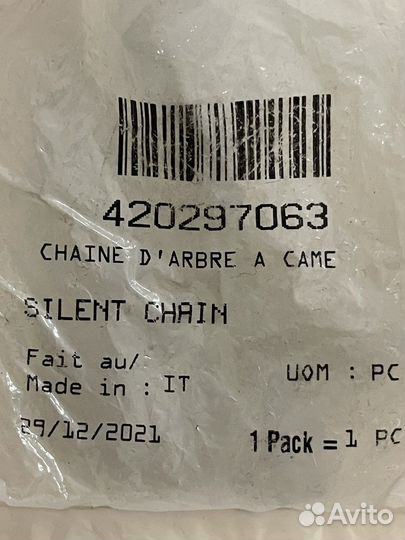 420297063
CHAINE D'ARBRE A CAME
SILENT CHAIN
Fait au/
Made in : IT
UOM : PC
29/12/2021
1 Pack = 1 PC
Avito